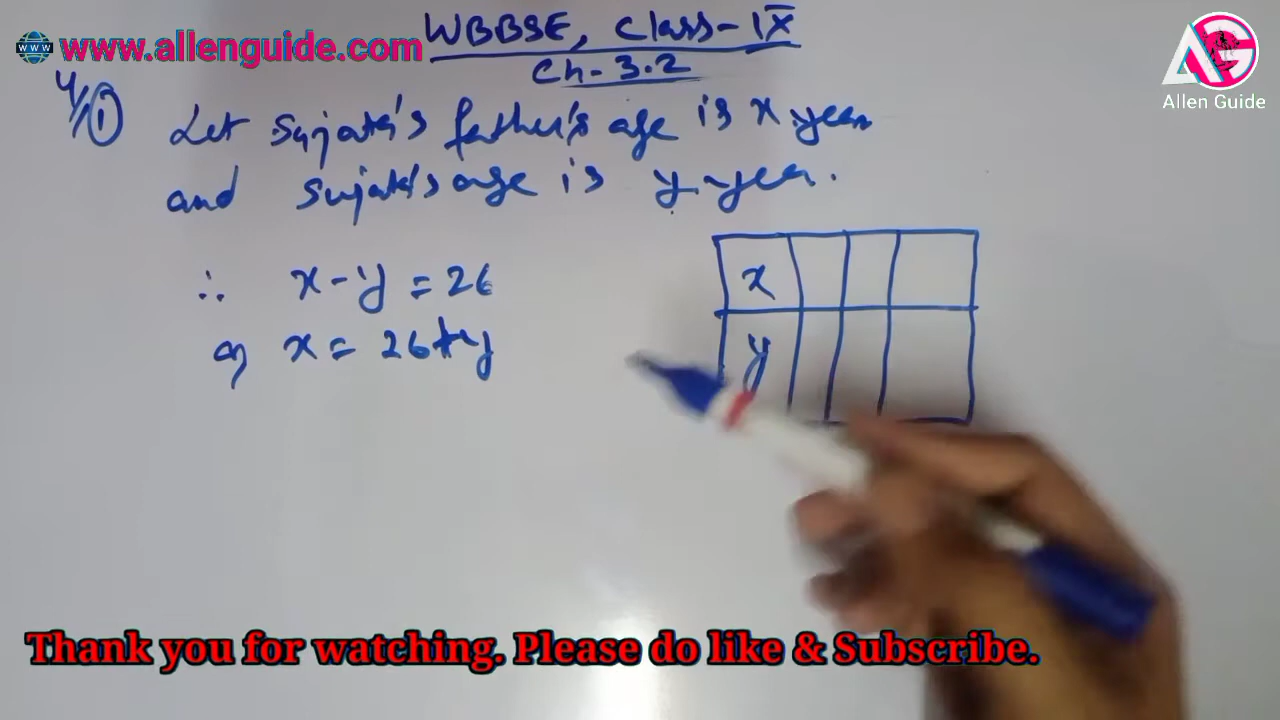 WBBSE, Class-IX
www.allenguide.com
Ch-3.2
Allen Guide
4/①
Let Sujata's father's age is x year
and Sujata's age is y year.
∴ x-y = 26
x = 26+y
x
y
Thank you for watching. Please do like & Subscribe.